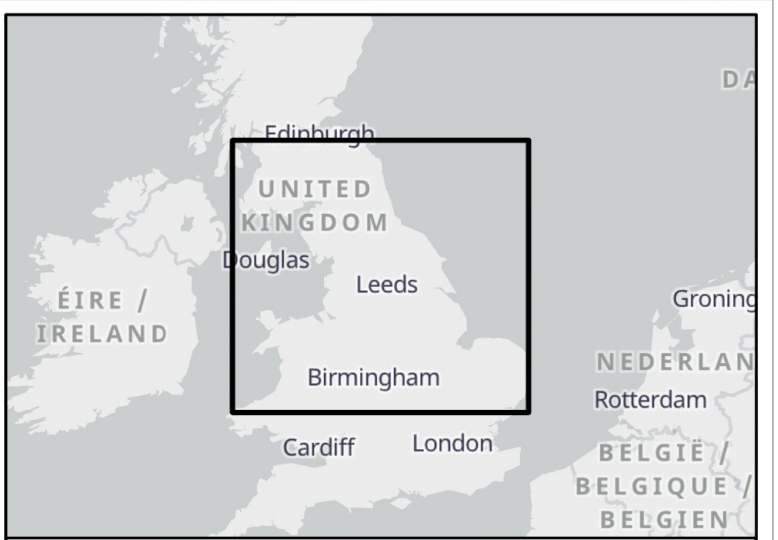 DA
Edinburgh
UNITED
KINGDOM
Douglas
Leeds
ÉIRE /
IRELAND
Groning
NEDERLAN
Birmingham
Rotterdam
Cardiff
London
BELGIË /
BELGIQUE /
BELGIEN